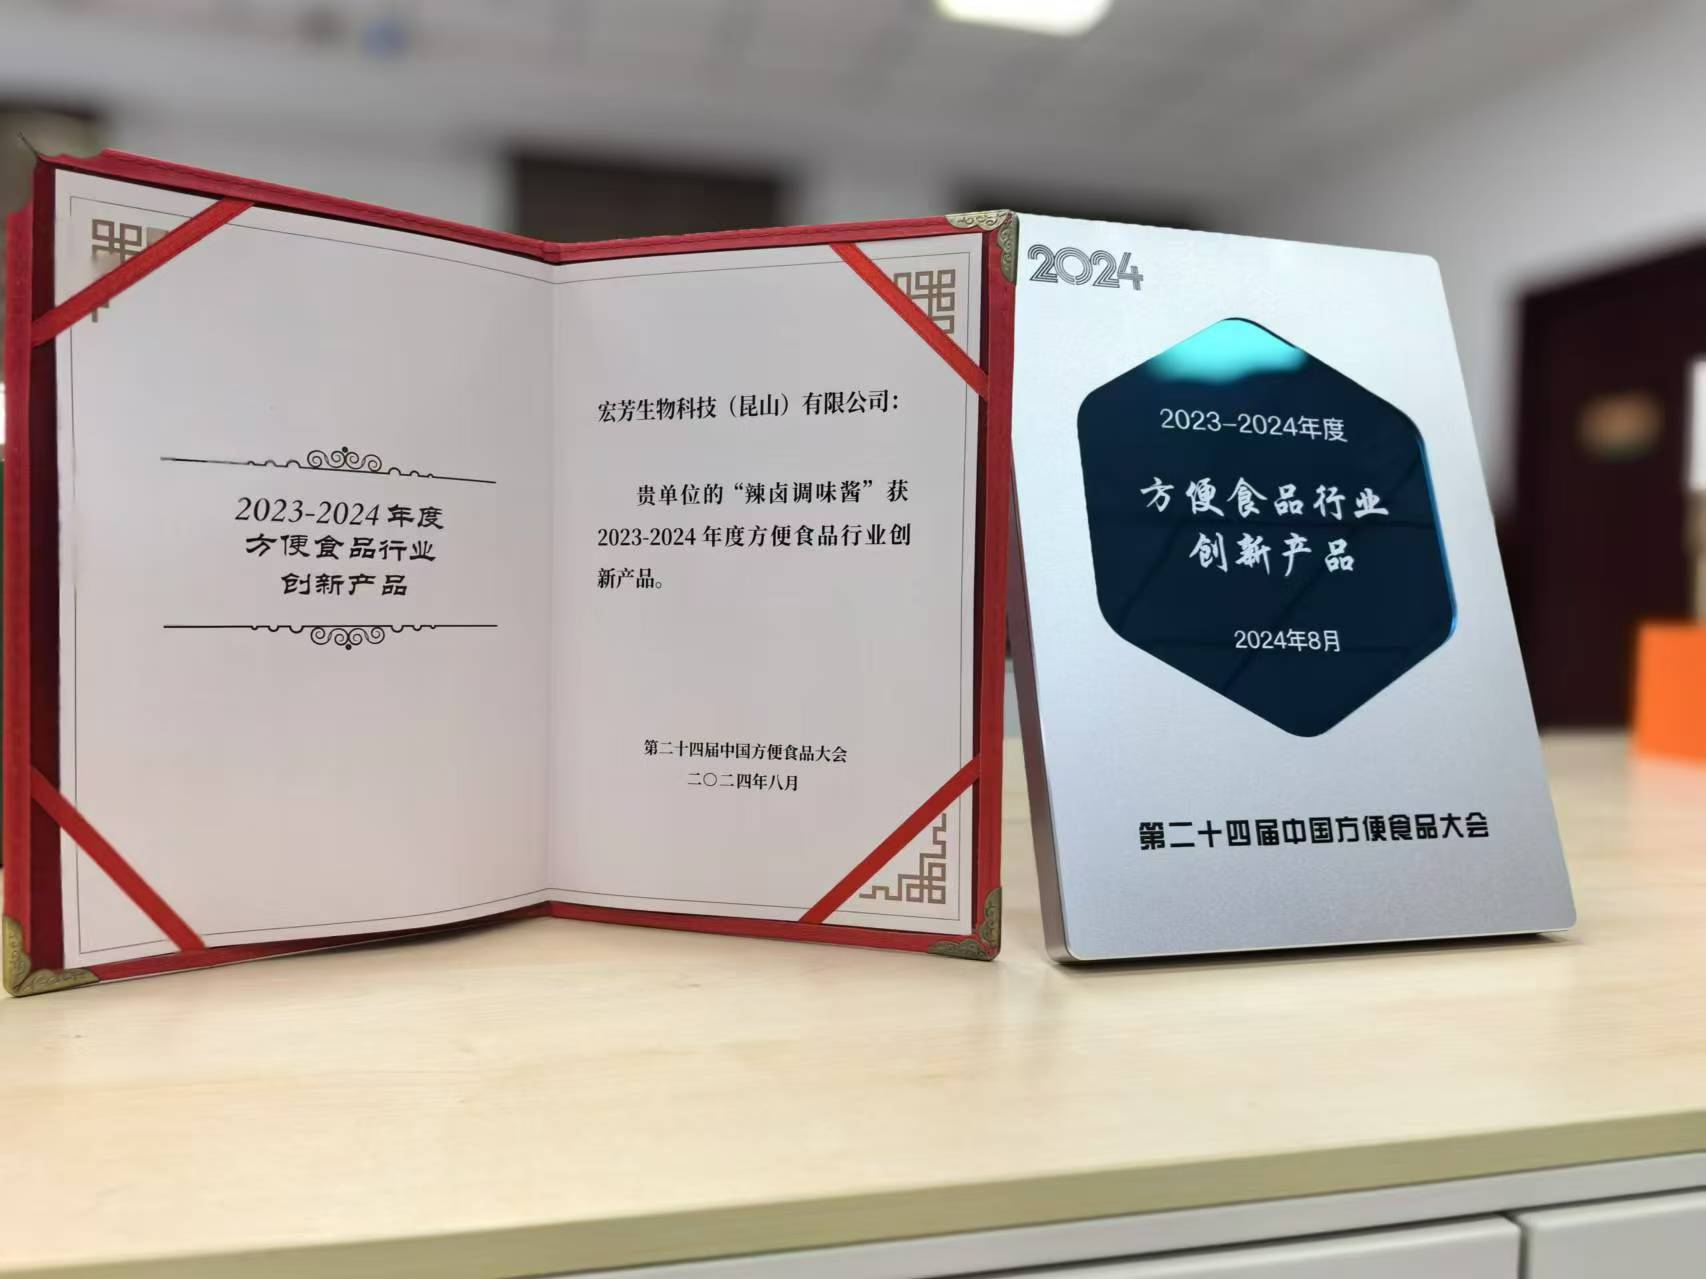 2023-2024年度
方便食品行业
创新产品
宏芳生物科技（昆山）有限公司：
贵单位的“辣卤调味酱”获
2023-2024年度方便食品行业创
新产品。
第二十四届中国方便食品大会
二〇二四年八月
2024
2023-2024年度
方便食品行业
创新产品
2024年8月
第二十四届中国方便食品大会